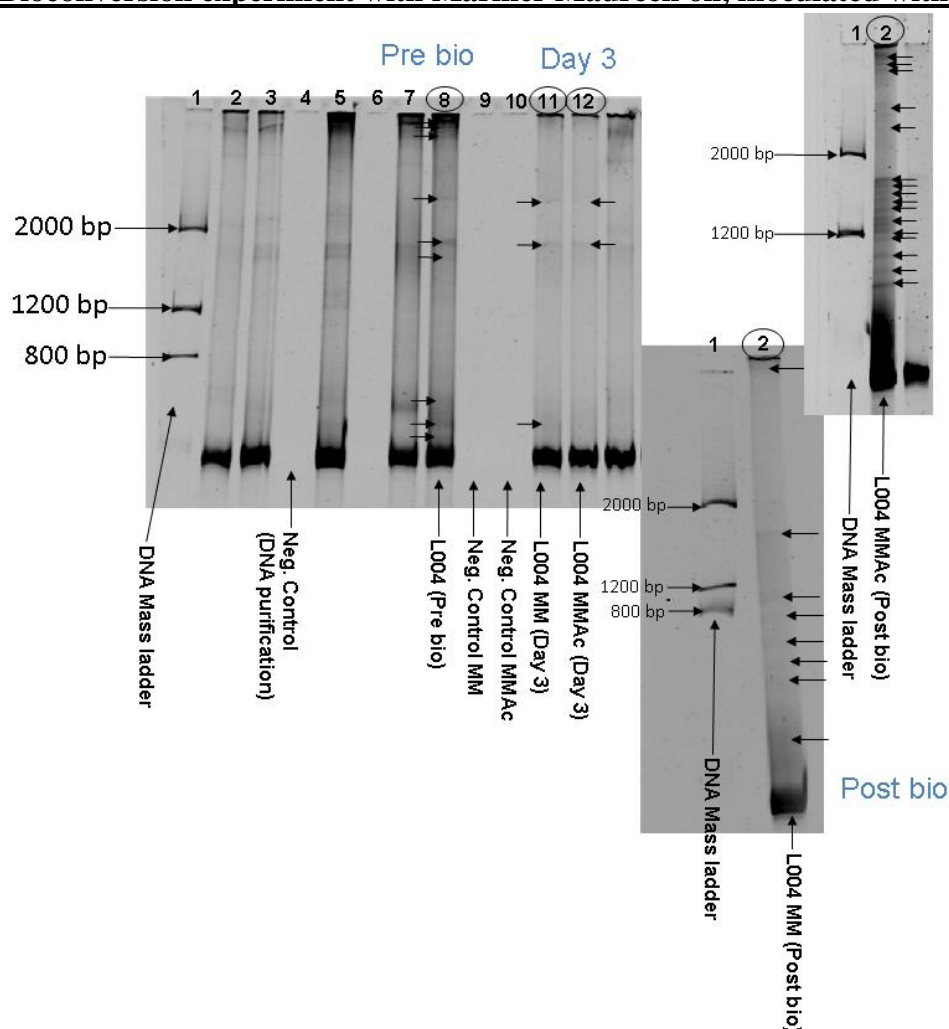 Bioconversion experiment with Mariner Maureen oil, inoculated with
Pre bio
Day 3
1 2 3 4 5 6 7 8 9 10 11 12
2000 bp
1200 bp
800 bp
DNA Mass ladder
Neg. Control
(DNA purification)
L004 (Pre bio)
Neg. Control MM
Neg. Control MMAc
L004 MM (Day 3)
L004 MMAc (Day 3)
1 2
2000 bp
1200 bp
DNA Mass ladder
L004 MMAc (Post bio)
1 2
2000 bp
1200 bp
800 bp
DNA Mass ladder
L004 MM (Post bio)
Post bio